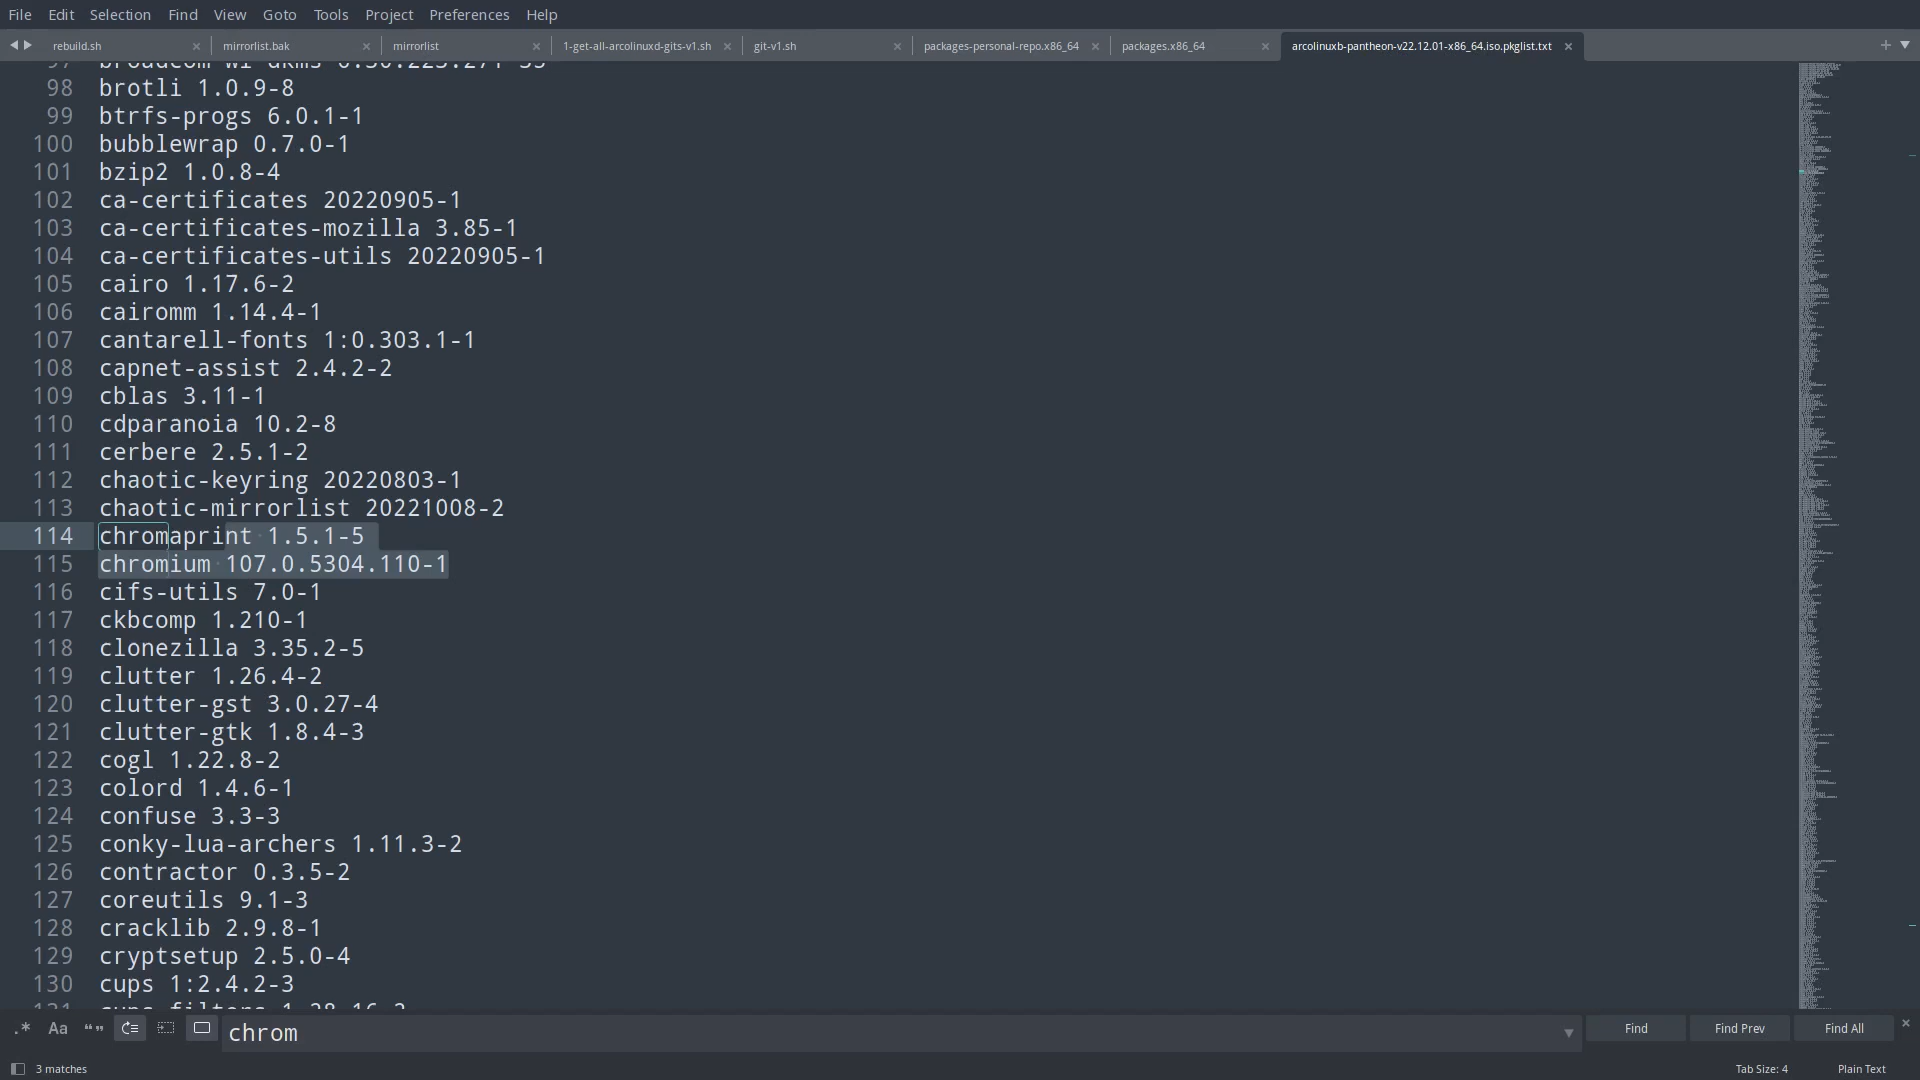 File Edit Selection Find View Goto Tools Project Preferences Help
rebuild.sh mirrorlist.bak mirrorlist 1-get-all-arcolinuxd-gits-v1.sh git-v1.sh packages-personal-repo.x86_64 packages.x86_64 arcolinuxb-pantheon-v22.12.01-x86_64.iso.pkglist.txt
98 brotli 1.0.9-8
99 btrfs-progs 6.0.1-1
100 bubblewrap 0.7.0-1
101 bzip2 1.0.8-4
102 ca-certificates 20220905-1
103 ca-certificates-mozilla 3.85-1
104 ca-certificates-utils 20220905-1
105 cairo 1.17.6-2
106 cairomm 1.14.4-1
107 cantarell-fonts 1:0.303.1-1
108 capnet-assist 2.4.2-2
109 cblas 3.11-1
110 cdparanoia 10.2-8
111 cerbere 2.5.1-2
112 chaotic-keyring 20220803-1
113 chaotic-mirrorlist 20221008-2
114 chromaprint 1.5.1-5
115 chromium 107.0.5304.110-1
116 cifs-utils 7.0-1
117 ckbcomp 1.210-1
118 clonezilla 3.35.2-5
119 clutter 1.26.4-2
120 clutter-gst 3.0.27-4
121 clutter-gtk 1.8.4-3
122 cogl 1.22.8-2
123 colord 1.4.6-1
124 confuse 3.3-3
125 conky-lua-archers 1.11.3-2
126 contractor 0.3.5-2
127 coreutils 9.1-3
128 cracklib 2.9.8-1
129 cryptsetup 2.5.0-4
130 cups 1:2.4.2-3
.* Aa “” chrom Find Find Prev Find All
3 matches Tab Size: 4 Plain Text